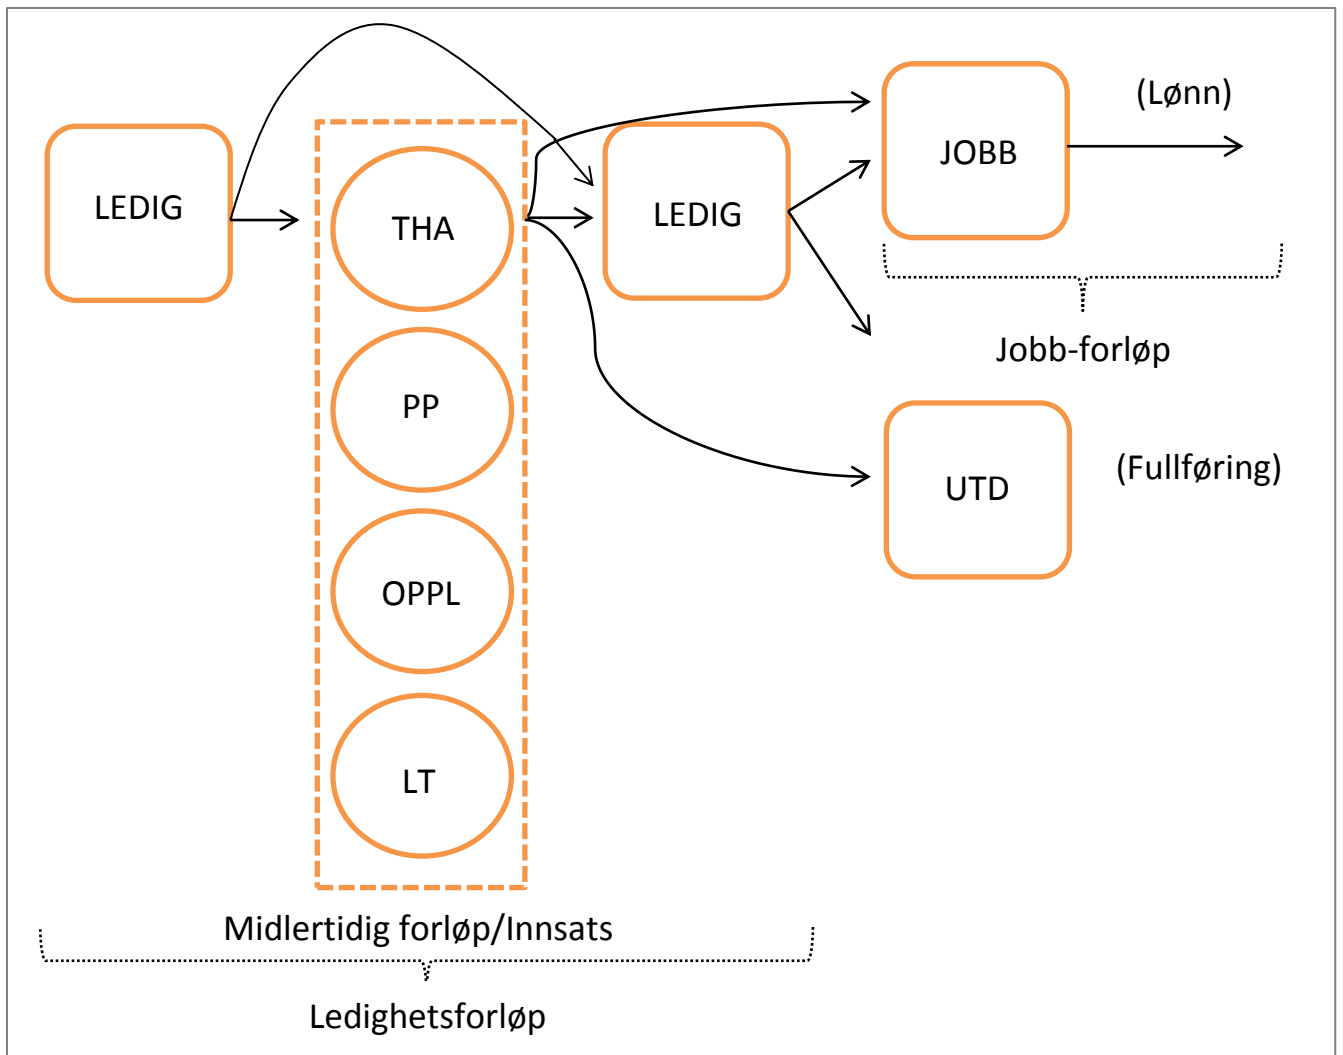 LEDIG
THA
PP
OPPL
LT
LEDIG
JOBB
(Lønn)
Jobb-forløp
UTD
(Fullføring)
Midlertidig forløp/Innsats
Ledighetsforløp